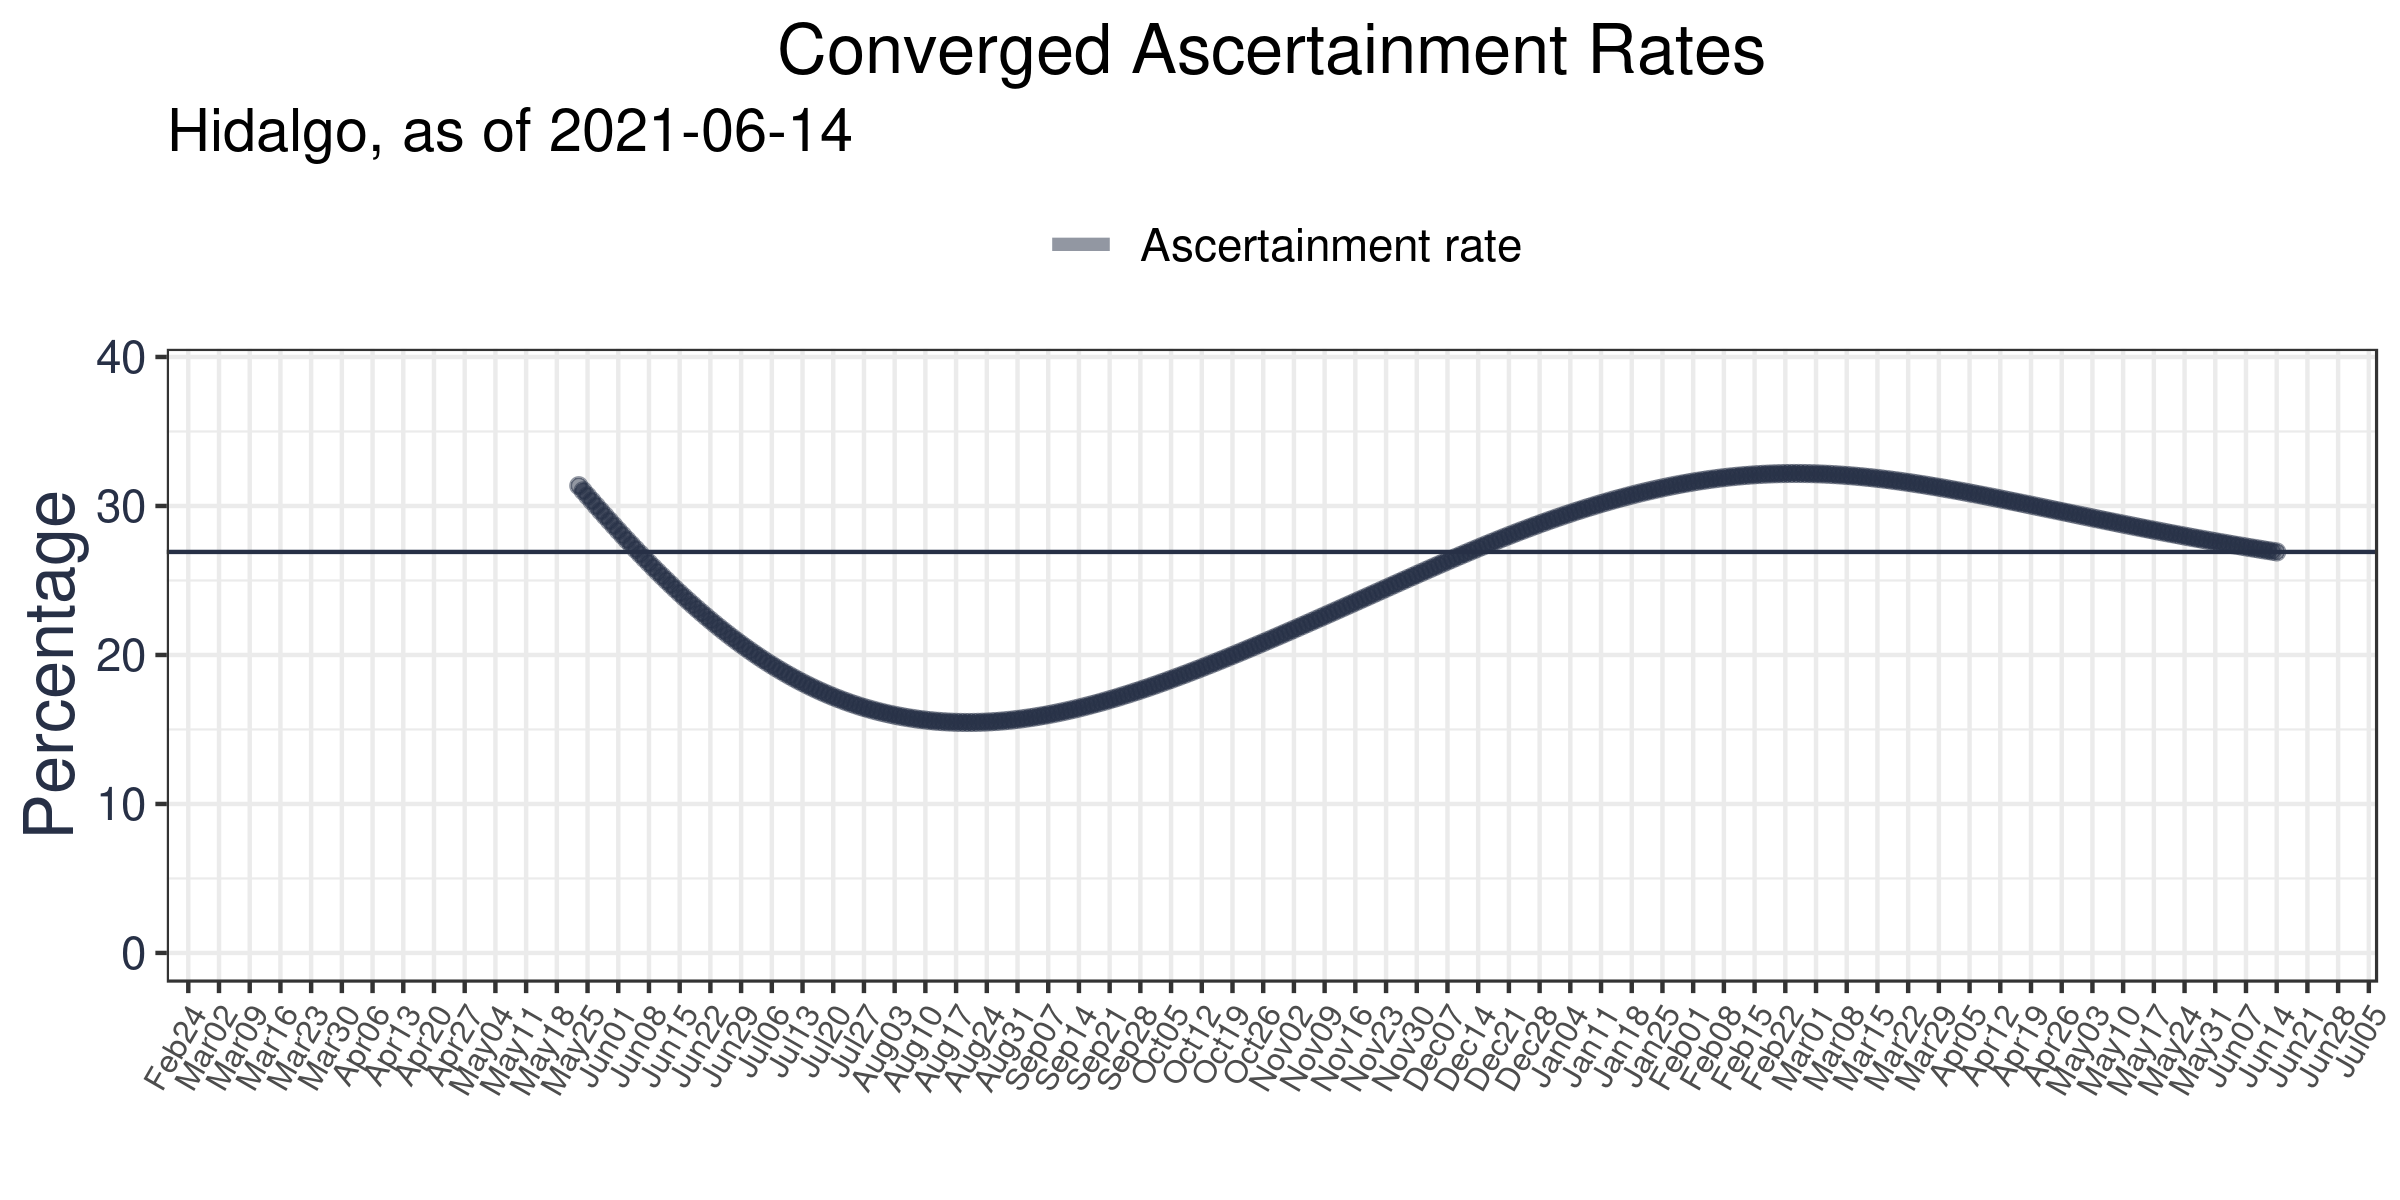 Converged Ascertainment Rates
Hidalgo, as of 2021-06-14
Ascertainment rate
Percentage
40
30
20
10
0
Feb24 Mar02 Mar09 Mar16 Mar23 Mar30 Apr06 Apr13 Apr20 Apr27 May04 May11 May18 May25 Jun01 Jun08 Jun15 Jun22 Jun29 Jul06 Jul13 Jul20 Jul27 Aug03 Aug10 Aug17 Aug24 Aug31 Sep07 Sep14 Sep21 Sep28 Oct05 Oct12 Oct19 Oct26 Nov02 Nov09 Nov16 Nov23 Nov30 Dec07 Dec14 Dec21 Dec28 Jan04 Jan11 Jan18 Jan25 Feb01 Feb08 Feb15 Feb22 Mar01 Mar08 Mar15 Mar22 Mar29 Apr05 Apr12 Apr19 Apr26 May03 May10 May17 May24 May31 Jun07 Jun14 Jun21 Jun28 Jul05